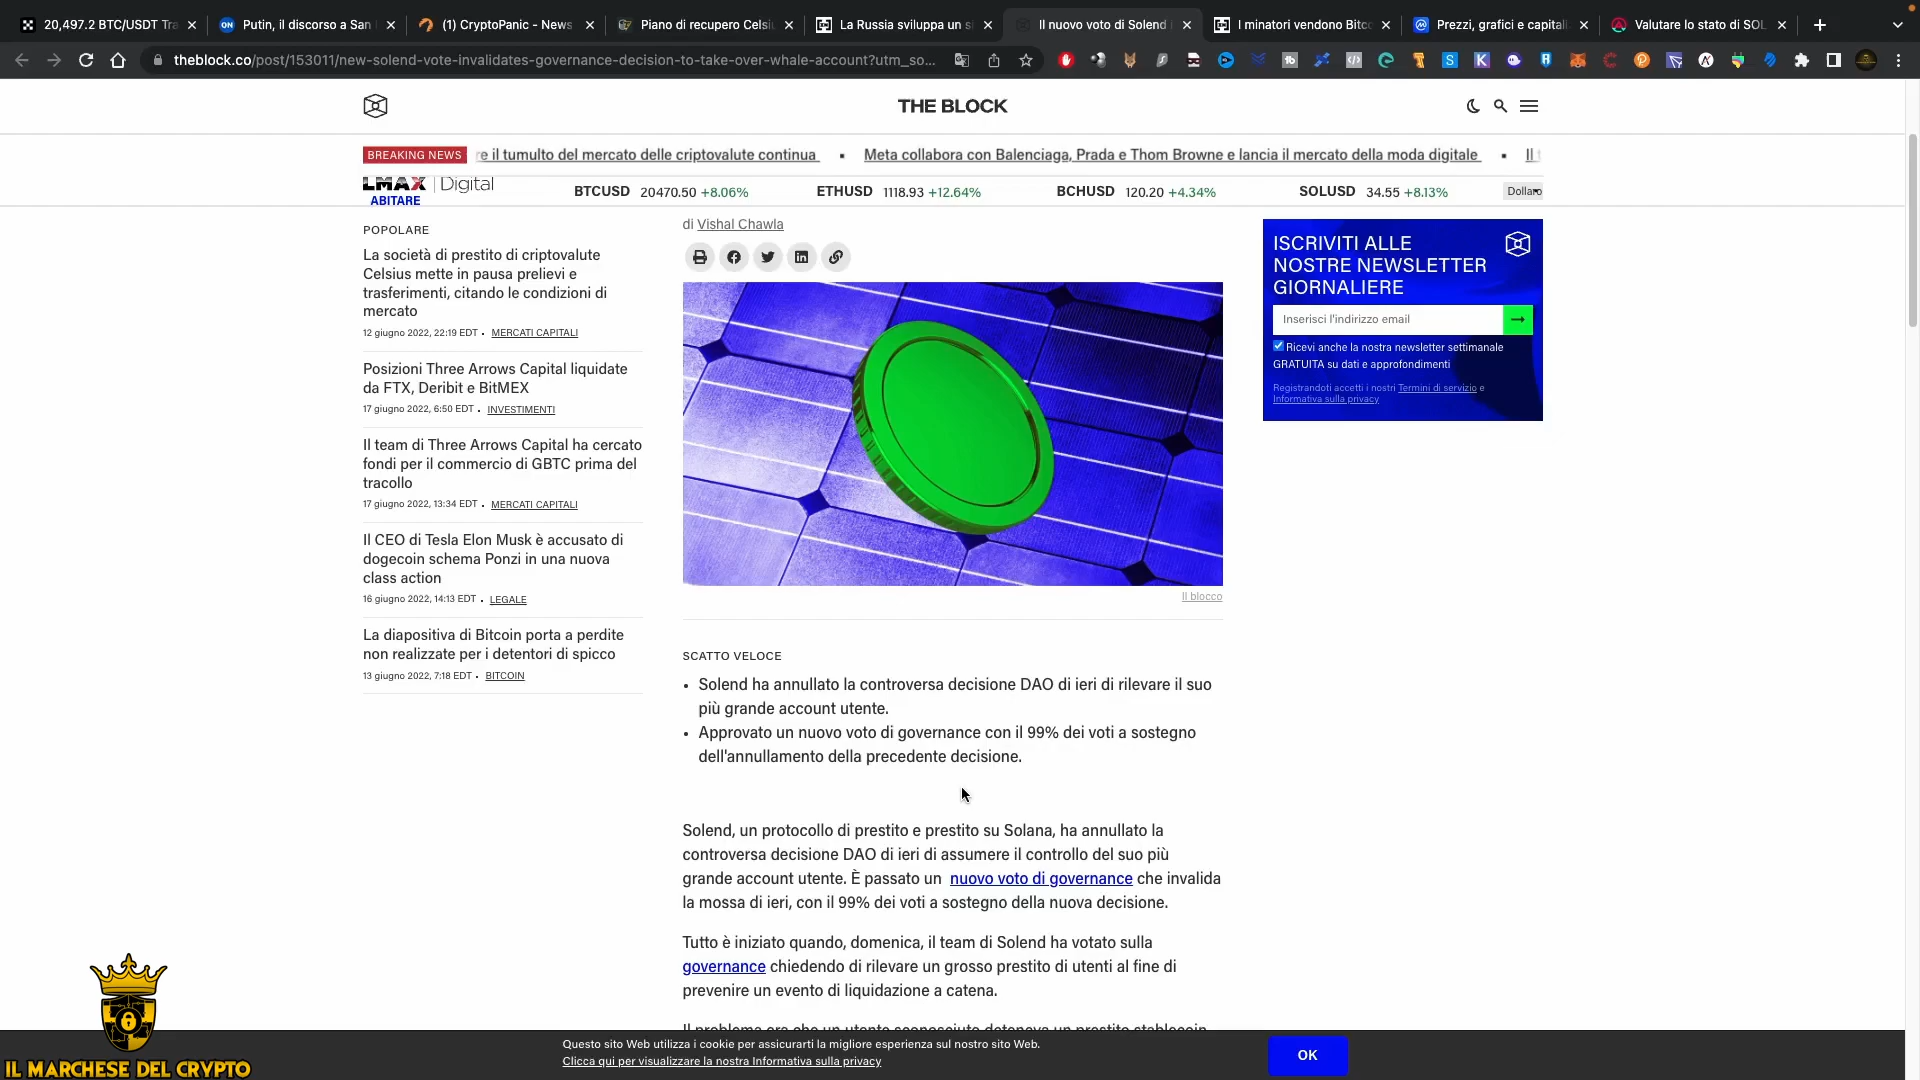 20,497.2 BTC/USDT Tra
Putin, il discorso a San
(1) CryptoPanic - News
Piano di recupero Celsi
La Russia sviluppa un si
Il nuovo voto di Solend
I minatori vendono Bitco
Prezzi, grafici e capitali
Valutare lo stato di SOL
theblock.co/post/153011/new-solend-vote-invalidates-governance-decision-to-take-over-whale-account?utm_so...
THE BLOCK
BREAKING NEWS
re il tumulto del mercato delle criptovalute continua
Meta collabora con Balenciaga, Prada e Thom Browne e lancia il mercato della moda digitale
LMAX Digital
ABITARE
BTCUSD 20470.50 +8.06%
ETHUSD 1118.93 +12.64%
BCHUSD 120.20 +4.34%
SOLUSD 34.55 +8.13%
POPOLARE
La società di prestito di criptovalute
Celsius mette in pausa prelievi e
trasferimenti, citando le condizioni di
mercato
12 giugno 2022, 22:19 EDT • MERCATI CAPITALI
Posizioni Three Arrows Capital liquidate
da FTX, Deribit e BitMEX
17 giugno 2022, 6:50 EDT • INVESTIMENTI
Il team di Three Arrows Capital ha cercato
fondi per il commercio di GBTC prima del
tracollo
17 giugno 2022, 13:34 EDT • MERCATI CAPITALI
Il CEO di Tesla Elon Musk è accusato di
dogecoin schema Ponzi in una nuova
class action
16 giugno 2022, 14:13 EDT • LEGALE
La diapositiva di Bitcoin porta a perdite
non realizzate per i detentori di spicco
13 giugno 2022, 7:18 EDT • BITCOIN
di Vishal Chawla
Il blocco
SCATTO VELOCE
• Solend ha annullato la controversa decisione DAO di ieri di rilevare il suo
più grande account utente.
• Approvato un nuovo voto di governance con il 99% dei voti a sostegno
dell'annullamento della precedente decisione.
Solend, un protocollo di prestito e prestito su Solana, ha annullato la
controversa decisione DAO di ieri di assumere il controllo del suo più
grande account utente. È passato un nuovo voto di governance che invalida
la mossa di ieri, con il 99% dei voti a sostegno della nuova decisione.
Tutto è iniziato quando, domenica, il team di Solend ha votato sulla
governance chiedendo di rilevare un grosso prestito di utenti al fine di
prevenire un evento di liquidazione a catena.
Il problema era che un utente sconosciuto deteneva un prestito stablecoin
ISCRIVITI ALLE
NOSTRE NEWSLETTER
GIORNALIERE
Inserisci l'indirizzo email
Ricevi anche la nostra newsletter settimanale
GRATUITA su dati e approfondimenti
Registrandoti accetti i nostri Termini di servizio e
Informativa sulla privacy
IL MARCHESE DEL CRYPTO
Questo sito Web utilizza i cookie per assicurarti la migliore esperienza sul nostro sito Web.
Clicca qui per visualizzare la nostra Informativa sulla privacy
OK